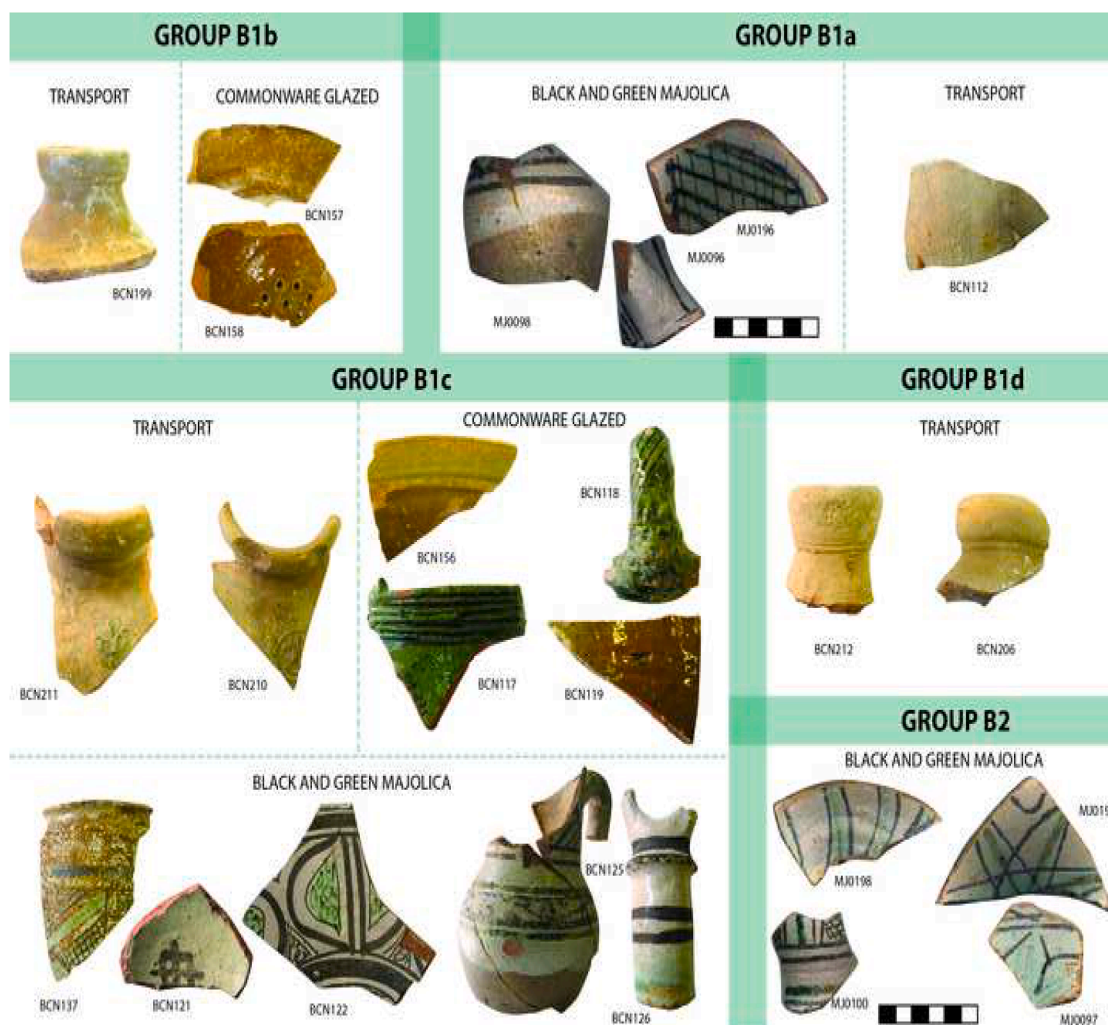 GROUP B1b
TRANSPORT
COMMONWARE GLAZED
BCN199
BCN157
BCN158
GROUP B1a
BLACK AND GREEN MAJOLICA
TRANSPORT
MJ0098
MJ0096
MJ0196
BCN112
GROUP B1c
TRANSPORT
COMMONWARE GLAZED
BCN211
BCN210
BCN156
BCN118
BCN117
BCN119
BLACK AND GREEN MAJOLICA
BCN137
BCN121
BCN122
BCN125
BCN126
GROUP B1d
TRANSPORT
BCN212
BCN206
GROUP B2
BLACK AND GREEN MAJOLICA
MJ0198
MJ019
MJ0100
MJ0097